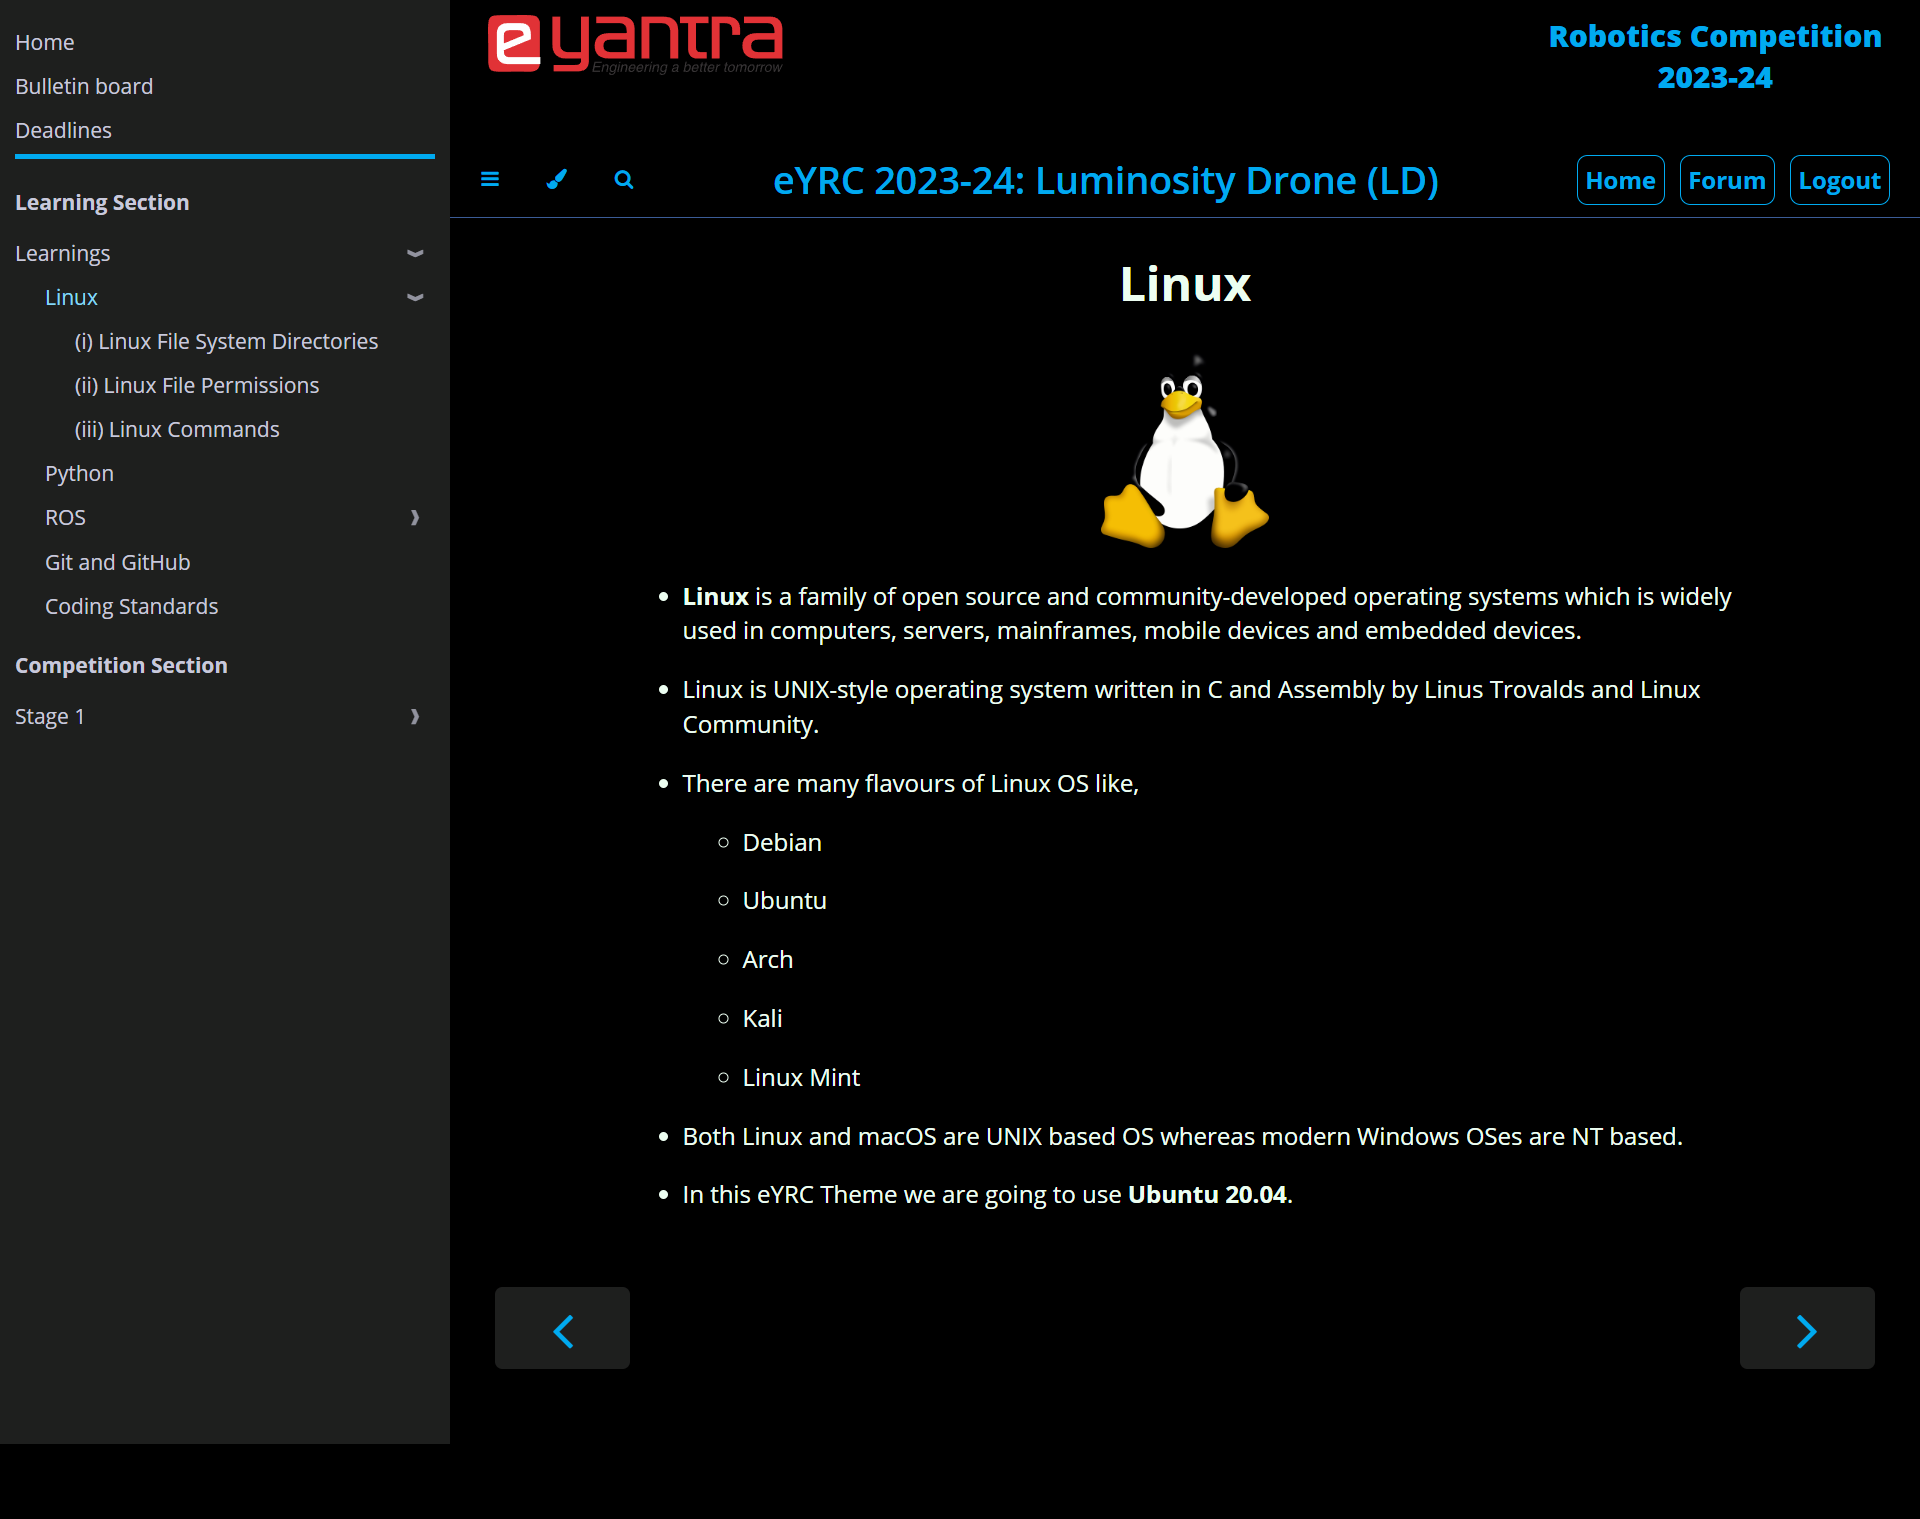 Home
Bulletin board
Deadlines
Learning Section
Learnings
Linux
(i) Linux File System Directories
(ii) Linux File Permissions
(iii) Linux Commands
Python
ROS
Git and GitHub
Coding Standards
Competition Section
Stage 1
e yantra
Engineering a better tomorrow
Robotics Competition
2023-24
eYRC 2023-24: Luminosity Drone (LD)
Home
Forum
Logout
Linux
Linux is a family of open source and community-developed operating systems which is widely
used in computers, servers, mainframes, mobile devices and embedded devices.
Linux is UNIX-style operating system written in C and Assembly by Linus Trovalds and Linux
Community.
There are many flavours of Linux OS like,
Debian
Ubuntu
Arch
Kali
Linux Mint
Both Linux and macOS are UNIX based OS whereas modern Windows OSes are NT based.
In this eYRC Theme we are going to use Ubuntu 20.04.